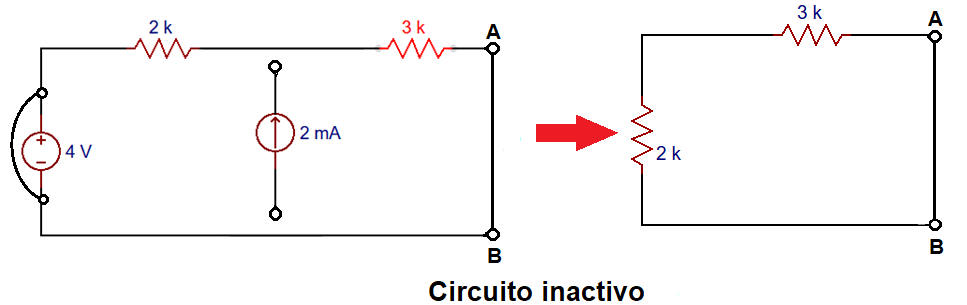 2 k
3 k
A
+
4 V
2 mA
B
3 k
A
2 k
B
Circuito inactivo